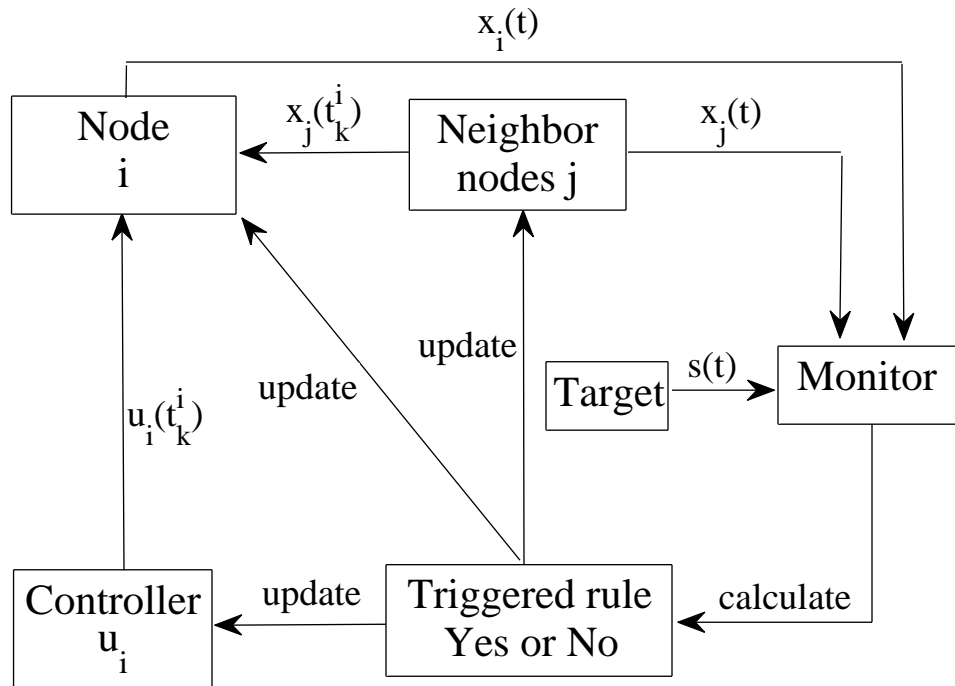 x_i(t)
Node
i
x_j(t_k^i)
Neighbor
nodes j
x_j(t)
update
update
u_i(t_k^i)
Target
s(t)
Monitor
Controller
u_i
update
Triggered rule
Yes or No
calculate